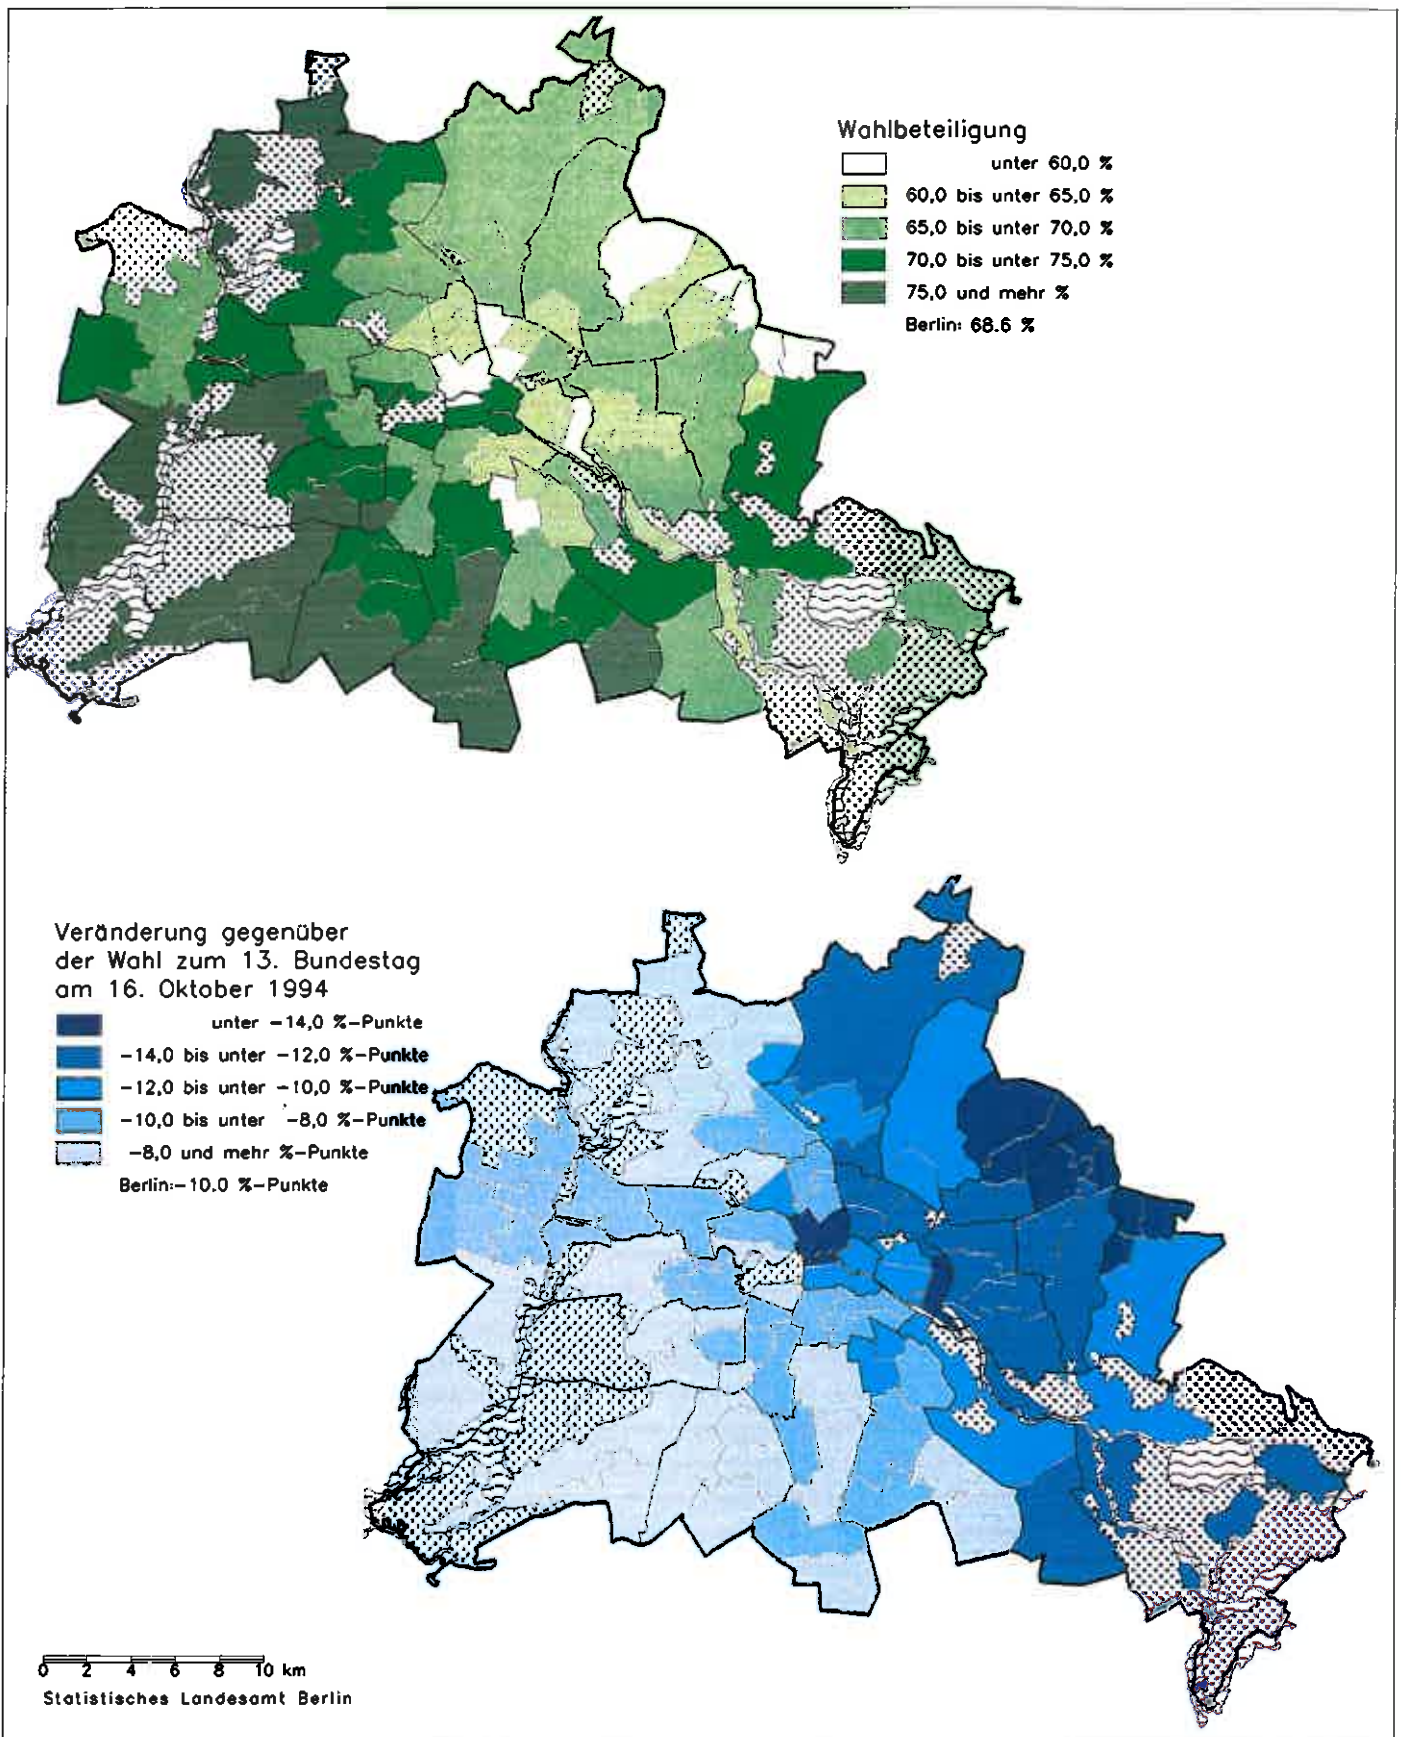 Wahlbeteiligung
unter 60,0 %
60,0 bis unter 65,0 %
65,0 bis unter 70,0 %
70,0 bis unter 75,0 %
75,0 und mehr %
Berlin: 68.6 %
Veränderung gegenüber
der Wahl zum 13. Bundestag
am 16. Oktober 1994
unter -14,0 %-Punkte
-14,0 bis unter -12,0 %-Punkte
-12,0 bis unter -10,0 %-Punkte
-10,0 bis unter -8,0 %-Punkte
-8,0 und mehr %-Punkte
Berlin:-10.0 %-Punkte
0 2 4 6 8 10 km
Statistisches Landesamt Berlin